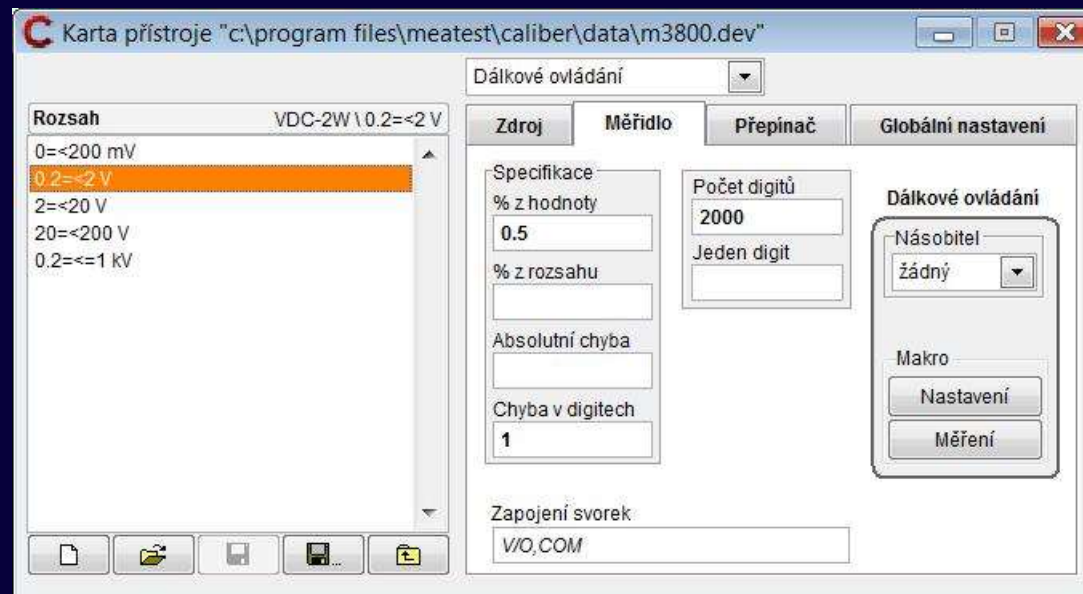 Karta přístroje "c:\program files\meatest\caliber\data\m3800.dev"
Dálkové ovládání
Rozsah VDC-2W \ 0.2=<2 V
0=<200 mV
0.2=<2 V
2=<20 V
20=<200 V
0.2=<=1 kV
Zdroj Měřidlo Přepínač Globální nastavení
Specifikace
% z hodnoty
0.5
% z rozsahu
Absolutní chyba
Chyba v digitech
1
Počet digitů
2000
Jeden digit
Dálkové ovládání
Násobitel
žádný
Makro
Nastavení
Měření
Zapojení svorek
V/O,COM